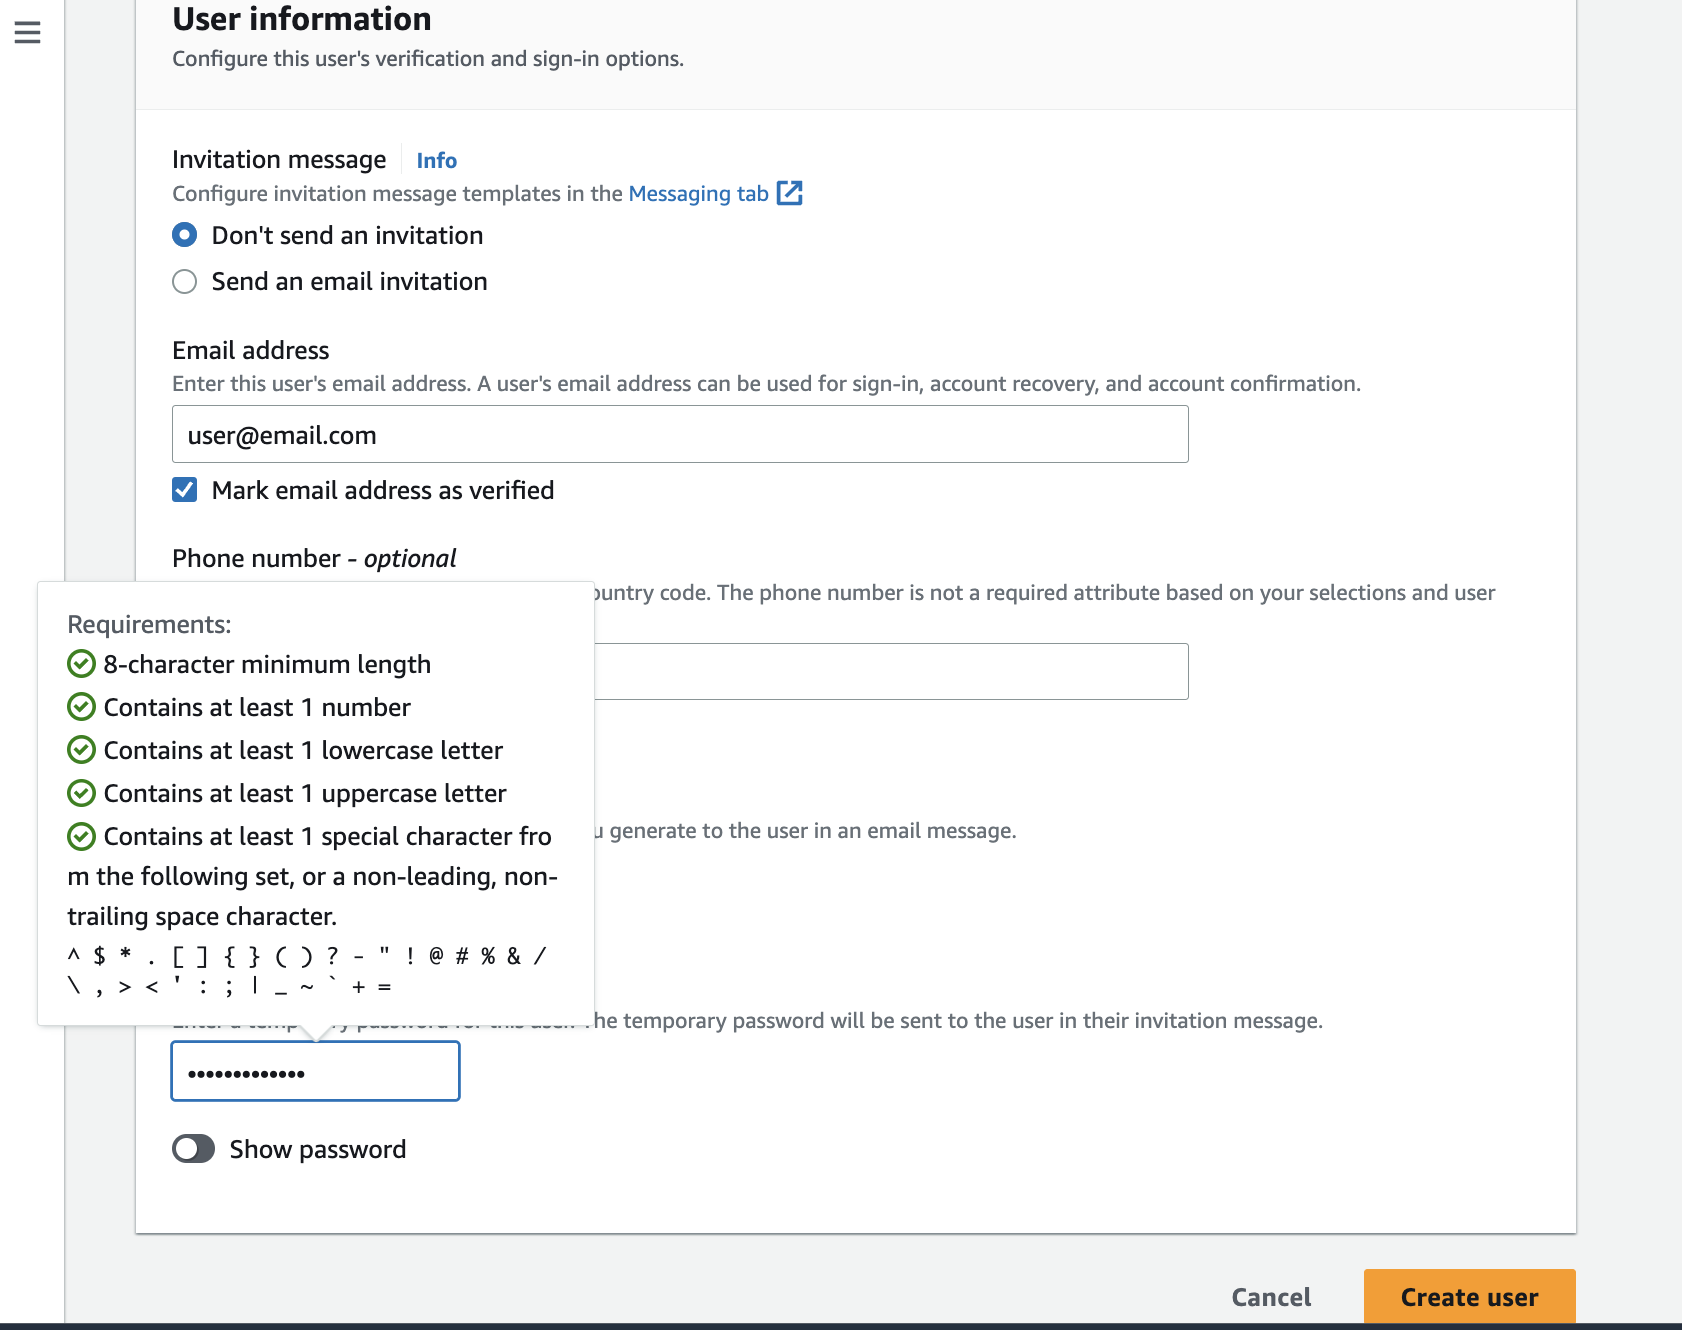 User information
Configure this user's verification and sign-in options.
Invitation message Info
Configure invitation message templates in the Messaging tab
Don't send an invitation
Send an email invitation
Email address
Enter this user's email address. A user's email address can be used for sign-in, account recovery, and account confirmation.
user@email.com
Mark email address as verified
Phone number - optional
ountry code. The phone number is not a required attribute based on your selections and user
Requirements:
8-character minimum length
Contains at least 1 number
Contains at least 1 lowercase letter
Contains at least 1 uppercase letter
Contains at least 1 special character fro
m the following set, or a non-leading, non-
trailing space character.
^ $ * . [ ] { } ( ) ? - " ! @ # % & /
\ , > < ' : ; | _ ~ ` + =
u generate to the user in an email message.
he temporary password will be sent to the user in their invitation message.
•••••••••••••
Show password
Cancel
Create user